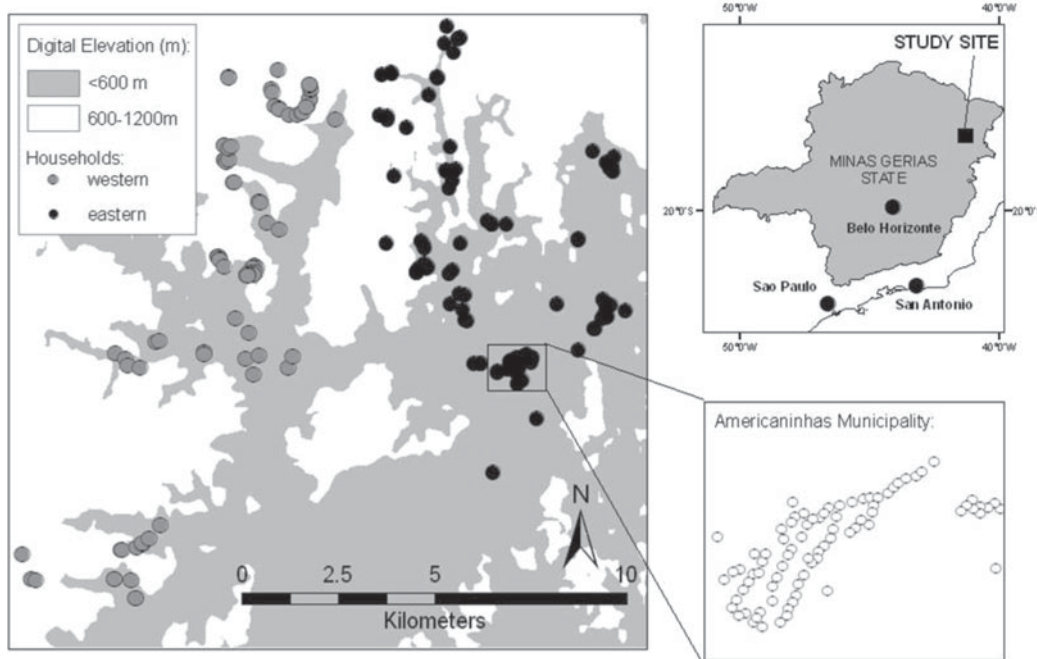 Digital Elevation (m):
<600 m
600-1200m
Households:
western
eastern
N
0 2.5 5 10
Kilometers
50°0'W 40°0'W
STUDY SITE
MINAS GERIAS
STATE
20°0'S 20°0'S
Belo Horizonte
Sao Paulo
San Antonio
50°0'W 40°0'W
Americaninhas Municipality: